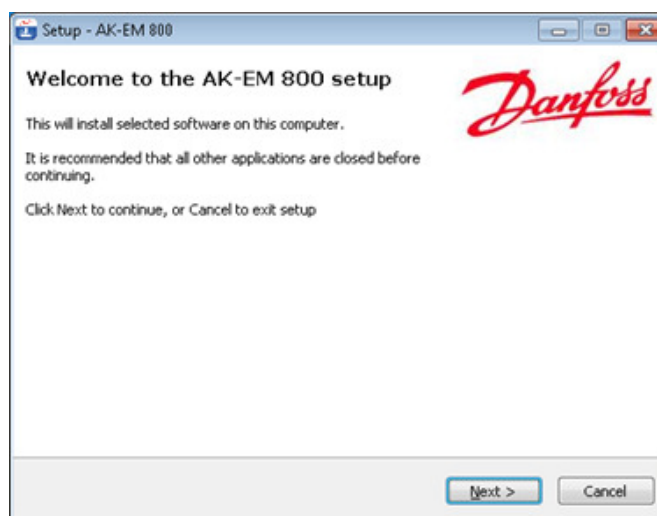 Setup - AK-EM 800
Welcome to the AK-EM 800 setup
Danfoss
This will install selected software on this computer.
It is recommended that all other applications are closed before
continuing.
Click Next to continue, or Cancel to exit setup
Next >
Cancel